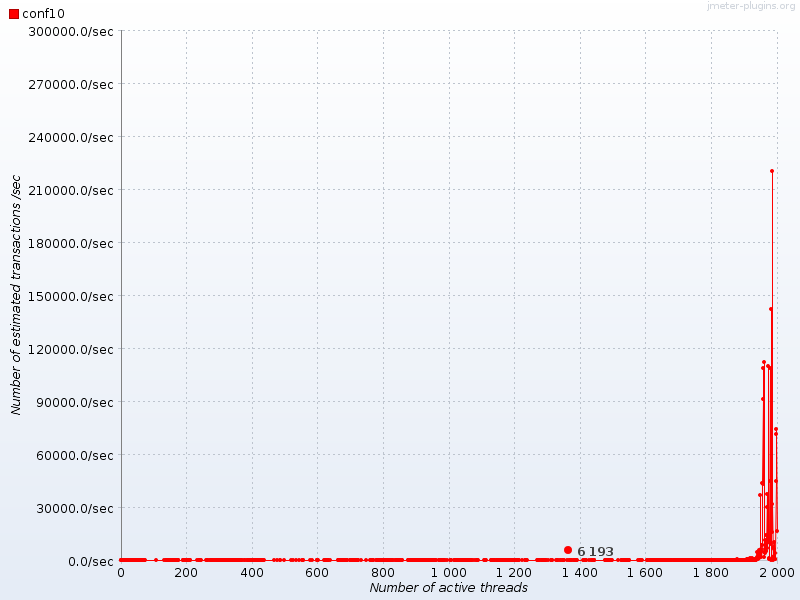 jmeter-plugins.org
conf10
300000.0/sec
270000.0/sec
240000.0/sec
210000.0/sec
180000.0/sec
150000.0/sec
120000.0/sec
90000.0/sec
60000.0/sec
30000.0/sec
0.0/sec
Number of estimated transactions /sec
6 193
0 200 400 600 800 1 000 1 200 1 400 1 600 1 800 2 000
Number of active threads